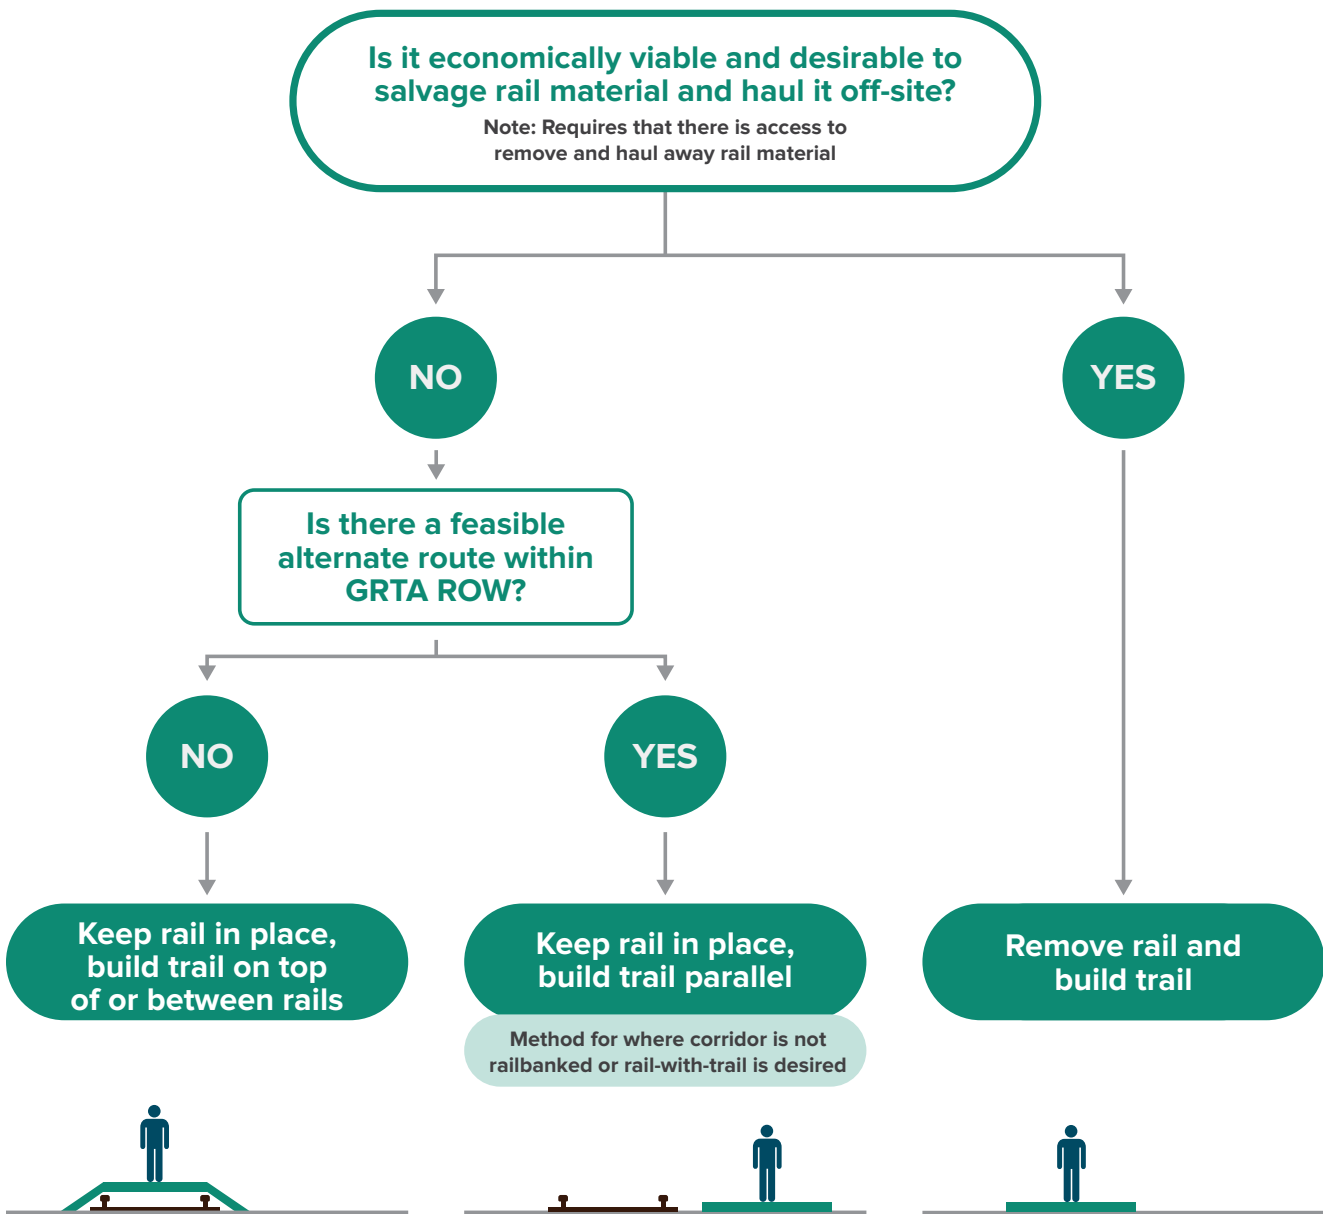 Is it economically viable and desirable to
salvage rail material and haul it off-site?
Note: Requires that there is access to
remove and haul away rail material
NO
YES
Is there a feasible
alternate route within
GRTA ROW?
NO
YES
Keep rail in place,
build trail on top
of or between rails
Keep rail in place,
build trail parallel
Method for where corridor is not
railbanked or rail-with-trail is desired
Remove rail and
build trail